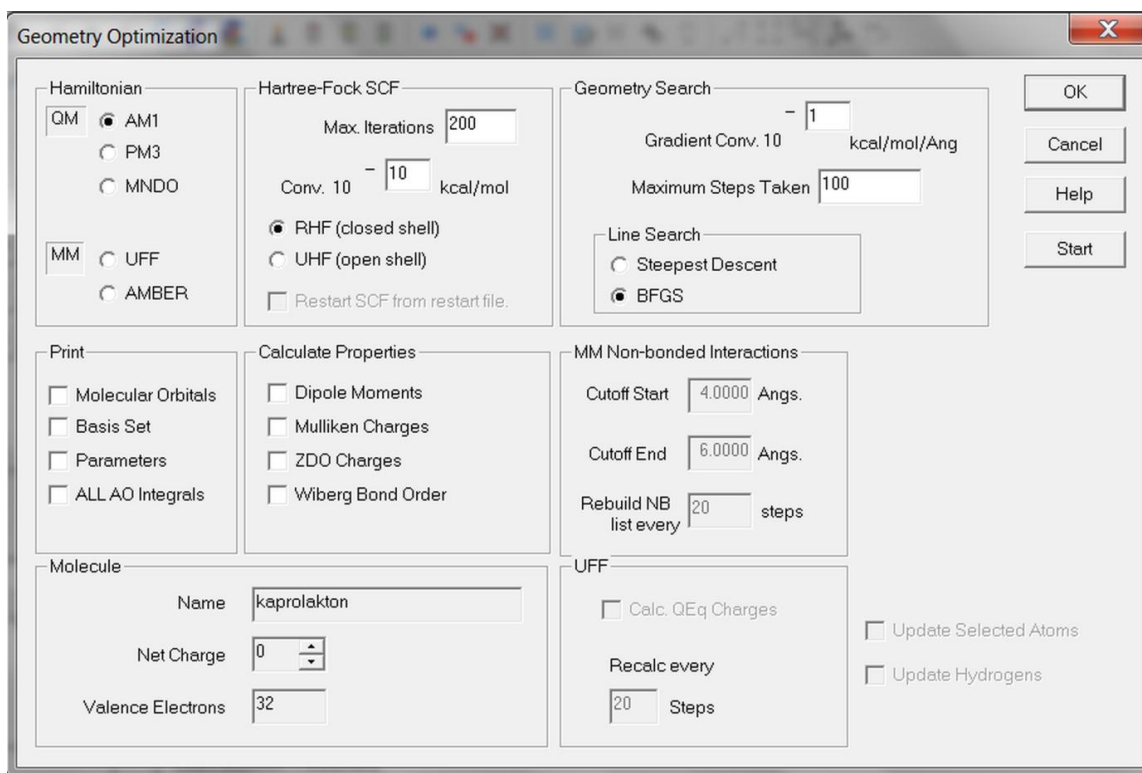 Geometry Optimization
Hamiltonian
QM
AM1
PM3
MNDO
MM
UFF
AMBER
Hartree-Fock SCF
Max. Iterations 200
Conv. 10 - 10 kcal/mol
RHF (closed shell)
UHF (open shell)
Restart SCF from restart file.
Geometry Search
Gradient Conv. 10 - 1 kcal/mol/Ang
Maximum Steps Taken 100
Line Search
Steepest Descent
BFGS
OK
Cancel
Help
Start
Print
Molecular Orbitals
Basis Set
Parameters
ALL AO Integrals
Calculate Properties
Dipole Moments
Mulliken Charges
ZDO Charges
Wiberg Bond Order
MM Non-bonded Interactions
Cutoff Start 4.0000 Angs.
Cutoff End 6.0000 Angs.
Rebuild NB
list every 20 steps
Molecule
Name kaprolakton
Net Charge 0
Valence Electrons 32
UFF
Calc. QEq Charges
Recalc every
20 Steps
Update Selected Atoms
Update Hydrogens